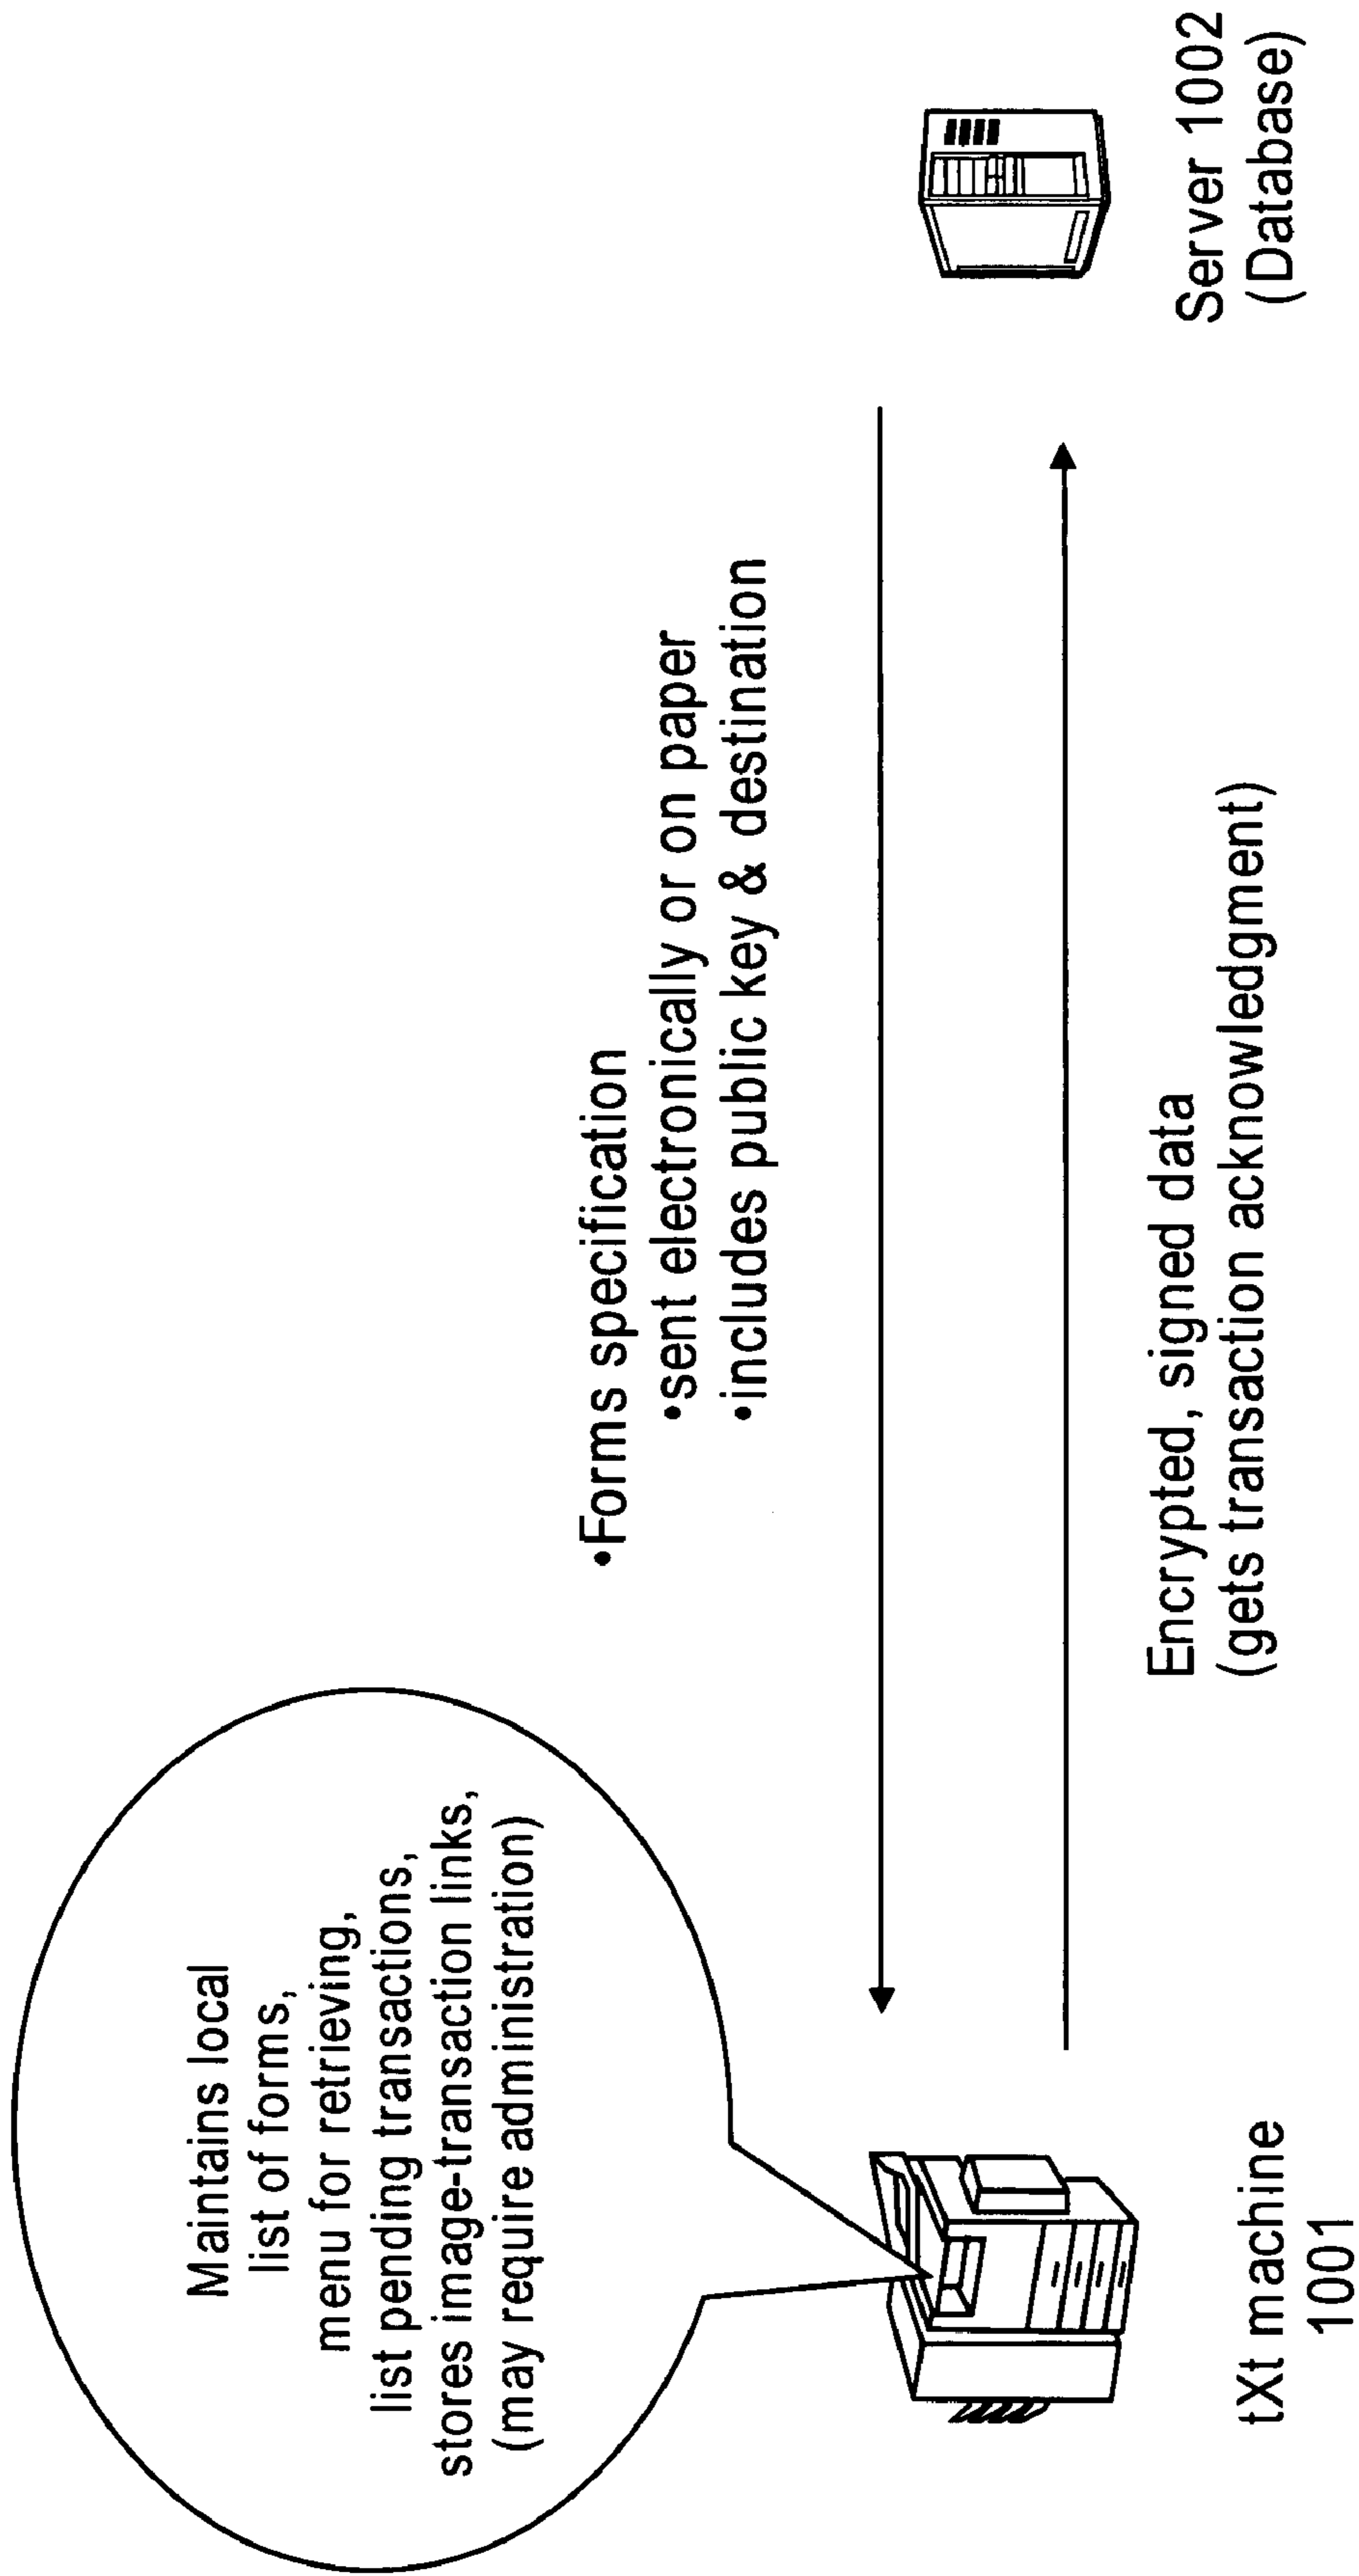 Maintains local
list of forms,
menu for retrieving,
list pending transactions,
stores image-transaction links,
(may require administration)
•Forms specification
•sent electronically or on paper
•includes public key & destination
Encrypted, signed data
(gets transaction acknowledgment)
tXt machine
1001
Server 1002
(Database)